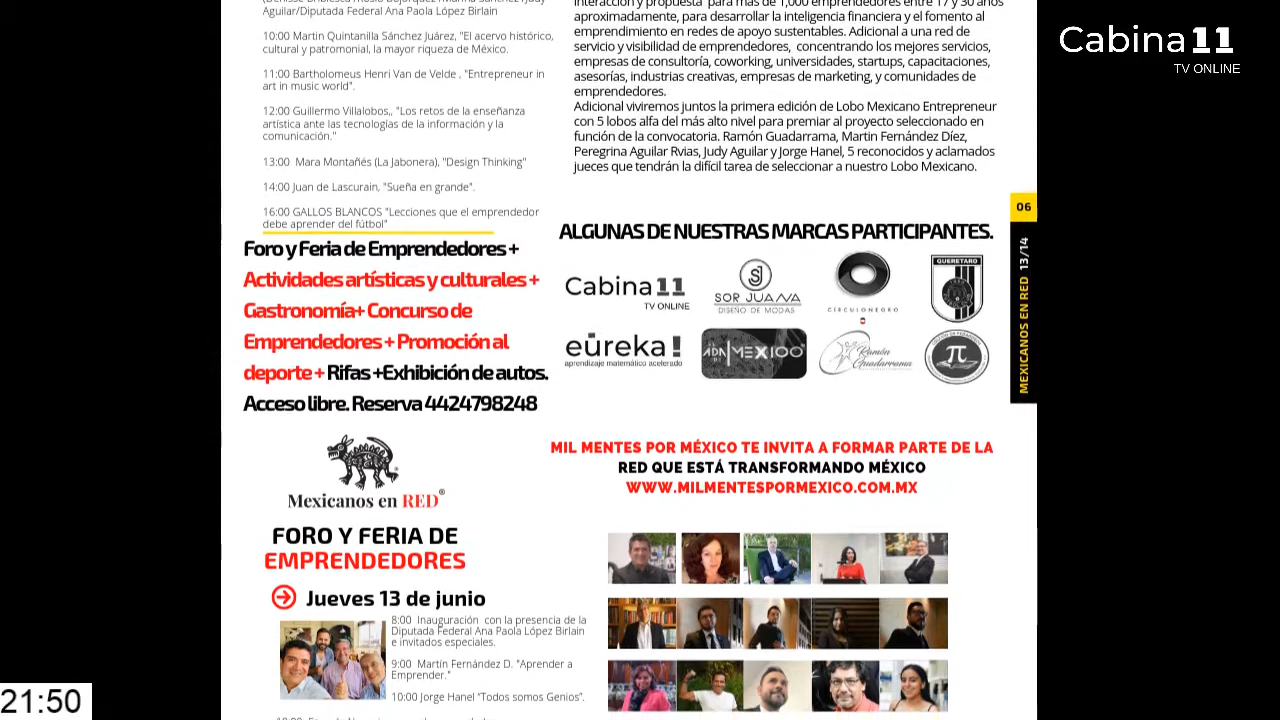 Aguilar/Diputada Federal Ana Paola López Birlain
10:00 Martin Quintanilla Sánchez Juárez, "El acervo histórico,
cultural y patromonial, la mayor riqueza de México.
11:00 Bartholomeus Henri Van de Velde , "Entrepreneur in
art in music world".
12:00 Guillermo Villalobos,, "Los retos de la enseñanza
artística ante las tecnologías de la información y la
comunicación."
13:00 Mara Montañés (La Jabonera), "Design Thinking"
14:00 Juan de Lascurain, "Sueña en grande".
16:00 GALLOS BLANCOS "Lecciones que el emprendedor
debe aprender del fútbol"
Foro y Feria de Emprendedores +
Actividades artísticas y culturales +
Gastronomía+ Concurso de
Emprendedores + Promoción al
deporte + Rifas +Exhibición de autos.
Acceso libre. Reserva 4424798248
Mexicanos en RED®
FORO Y FERIA DE
EMPRENDEDORES
Jueves 13 de junio
8:00 Inauguración con la presencia de la
Diputada Federal Ana Paola López Birlain
e invitados especiales.
9:00 Martín Fernández D. "Aprender a
Emprender."
10:00 Jorge Hanel "Todos somos Genios".
interacción y propuesta para más de 1,000 emprendedores entre 17 y 30 años
aproximadamente, para desarrollar la inteligencia financiera y el fomento al
emprendimiento en redes de apoyo sustentables. Adicional a una red de
servicio y visibilidad de emprendedores, concentrando los mejores servicios,
empresas de consultoría, coworking, universidades, startups, capacitaciones,
asesorías, industrias creativas, empresas de marketing, y comunidades de
emprendedores.
Adicional viviremos juntos la primera edición de Lobo Mexicano Entrepreneur
con 5 lobos alfa del más alto nivel para premiar al proyecto seleccionado en
función de la convocatoria. Ramón Guadarrama, Martin Fernández Díez,
Peregrina Aguilar Rvias, Judy Aguilar y Jorge Hanel, 5 reconocidos y aclamados
jueces que tendrán la difícil tarea de seleccionar a nuestro Lobo Mexicano.
ALGUNAS DE NUESTRAS MARCAS PARTICIPANTES.
Cabina 11
TV ONLINE
SJ
SOR JUANA
DISEÑO DE MODAS
CIRCULONEGRO
QUERETARO
eureka!
aprendizaje matemático acelerado
ADN MEXICO
Ramón
Guadarrama
π
MIL MENTES POR MÉXICO TE INVITA A FORMAR PARTE DE LA
RED QUE ESTÁ TRANSFORMANDO MÉXICO
WWW.MILMENTESPORMEXICO.COM.MX
06
MEXICANOS EN RED 13/14
Cabina 11
TV ONLINE
21:50